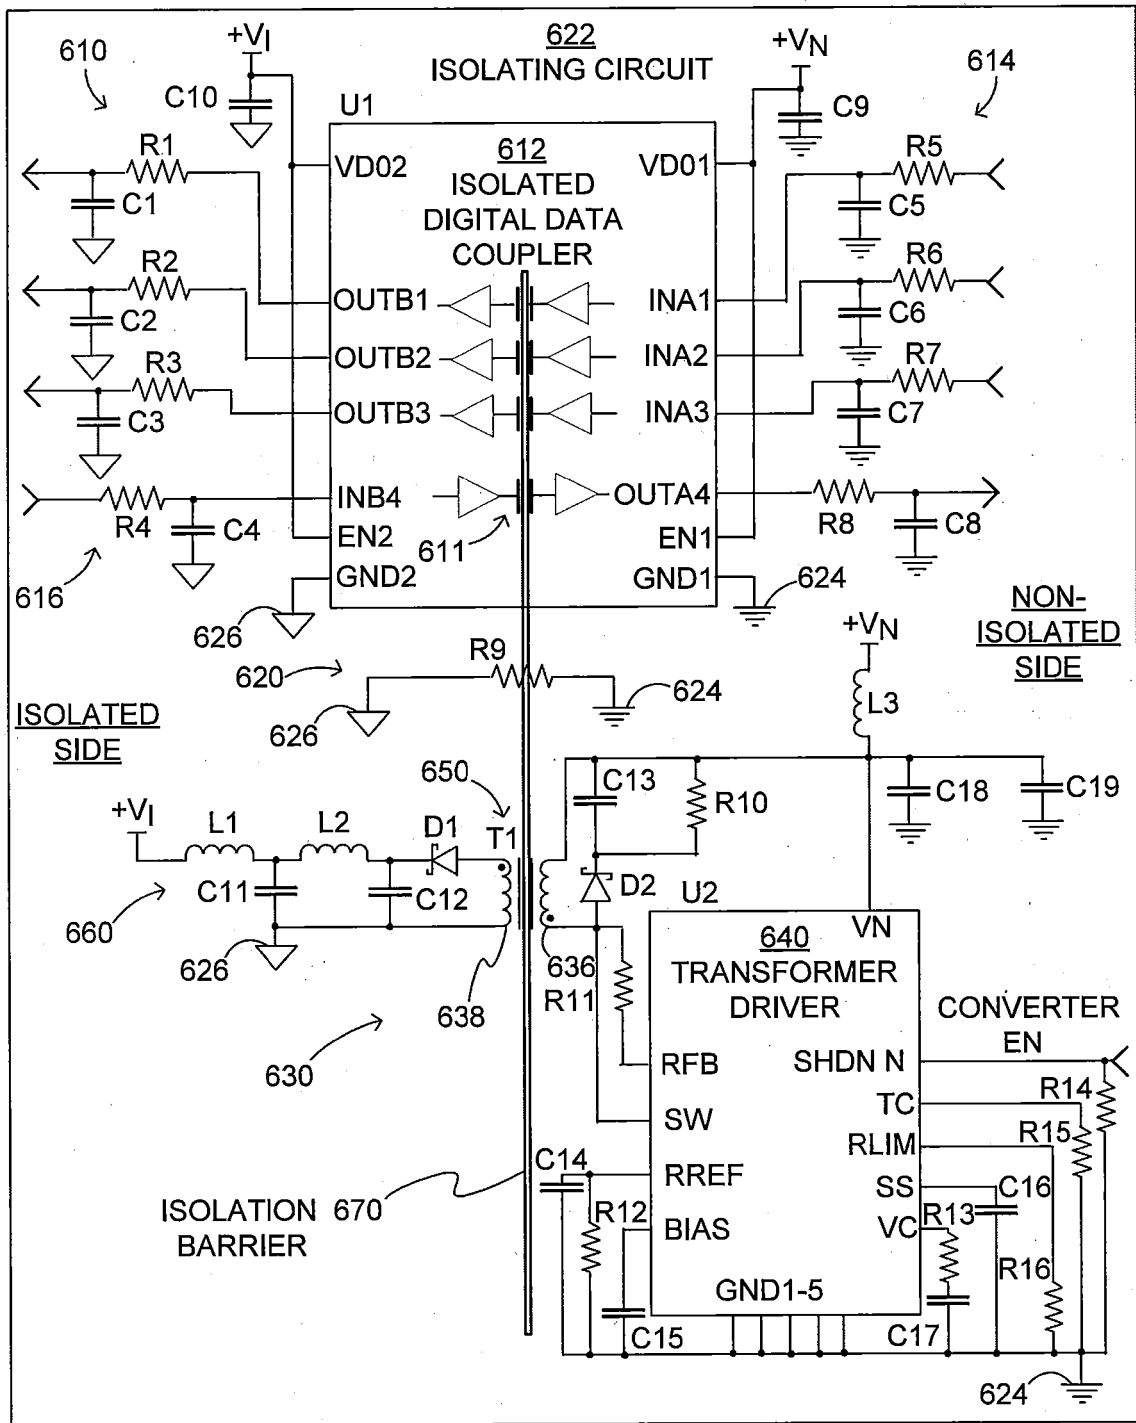 622
ISOLATING CIRCUIT
+VI
+VN
610
614
C10
C9
U1
R1
C1
R2
C2
R3
C3
R4
C4
616
612
ISOLATED
DIGITAL DATA
COUPLER
VD02
VD01
OUTB1
INA1
OUTB2
INA2
OUTB3
INA3
INB4
OUTA4
EN2
EN1
GND2
GND1
611
R5
C5
R6
C6
R7
C7
R8
C8
626
624
NON-
ISOLATED
SIDE
620
R9
626
624
ISOLATED
SIDE
+VN
L3
650
C13
R10
C18
C19
+VI
L1
L2
D1
T1
C11
C12
D2
U2
660
626
638
636
R11
630
640
TRANSFORMER
DRIVER
VN
CONVERTER
EN
RFB
SHDN N
SW
TC
RREF
RLIM
BIAS
SS
VC
GND1-5
R14
R15
C14
R12
C16
R13
R16
C15
C17
ISOLATION 670
BARRIER
624